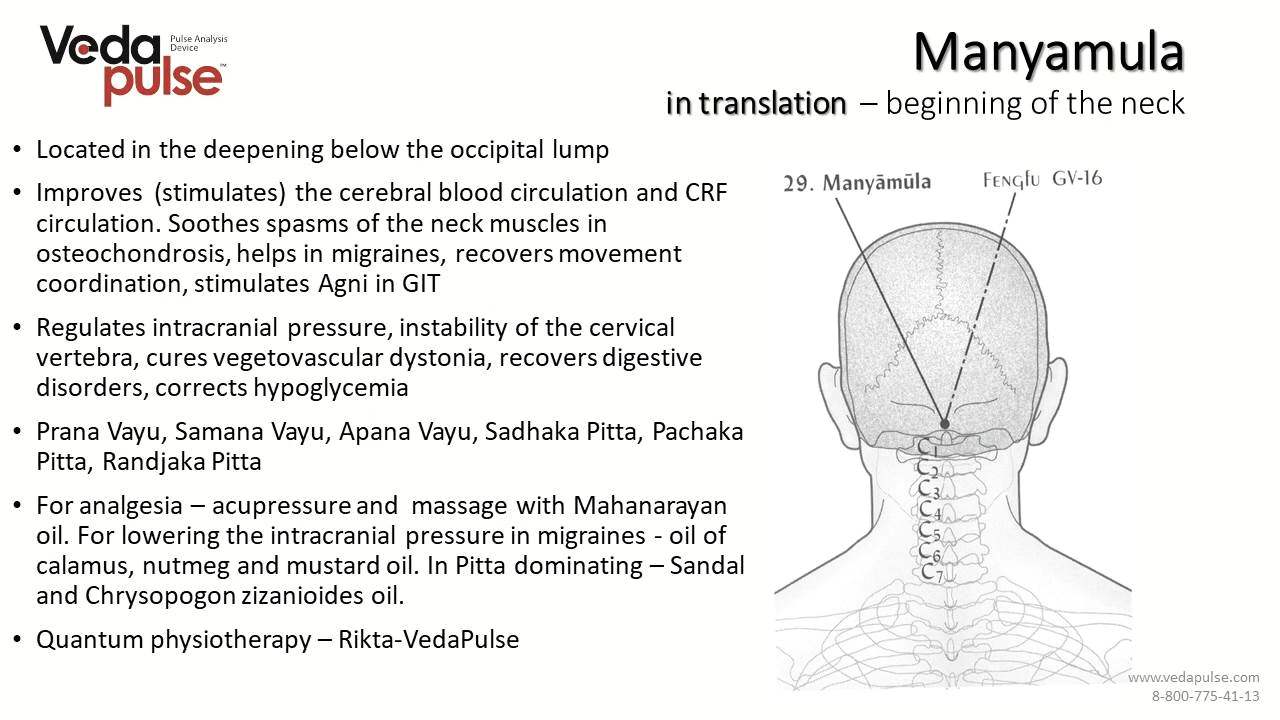 Veda
pulse™
Pulse Analysis
Device
Manyamula
in translation – beginning of the neck
• Located in the deepening below the occipital lump
• Improves (stimulates) the cerebral blood circulation and CRF
circulation. Soothes spasms of the neck muscles in
osteochondrosis, helps in migraines, recovers movement
coordination, stimulates Agni in GIT
• Regulates intracranial pressure, instability of the cervical
vertebra, cures vegetovascular dystonia, recovers digestive
disorders, corrects hypoglycemia
• Prana Vayu, Samana Vayu, Apana Vayu, Sadhaka Pitta, Pachaka
Pitta, Randjaka Pitta
• For analgesia – acupressure and massage with Mahanarayan
oil. For lowering the intracranial pressure in migraines - oil of
calamus, nutmeg and mustard oil. In Pitta dominating – Sandal
and Chrysopogon zizanioides oil.
• Quantum physiotherapy – Rikta-VedaPulse
29. Manyāmūla
FENGfU GV-16
C1
C2
C3
C4
C5
C6
C7
www.vedapulse.com
8-800-775-41-13